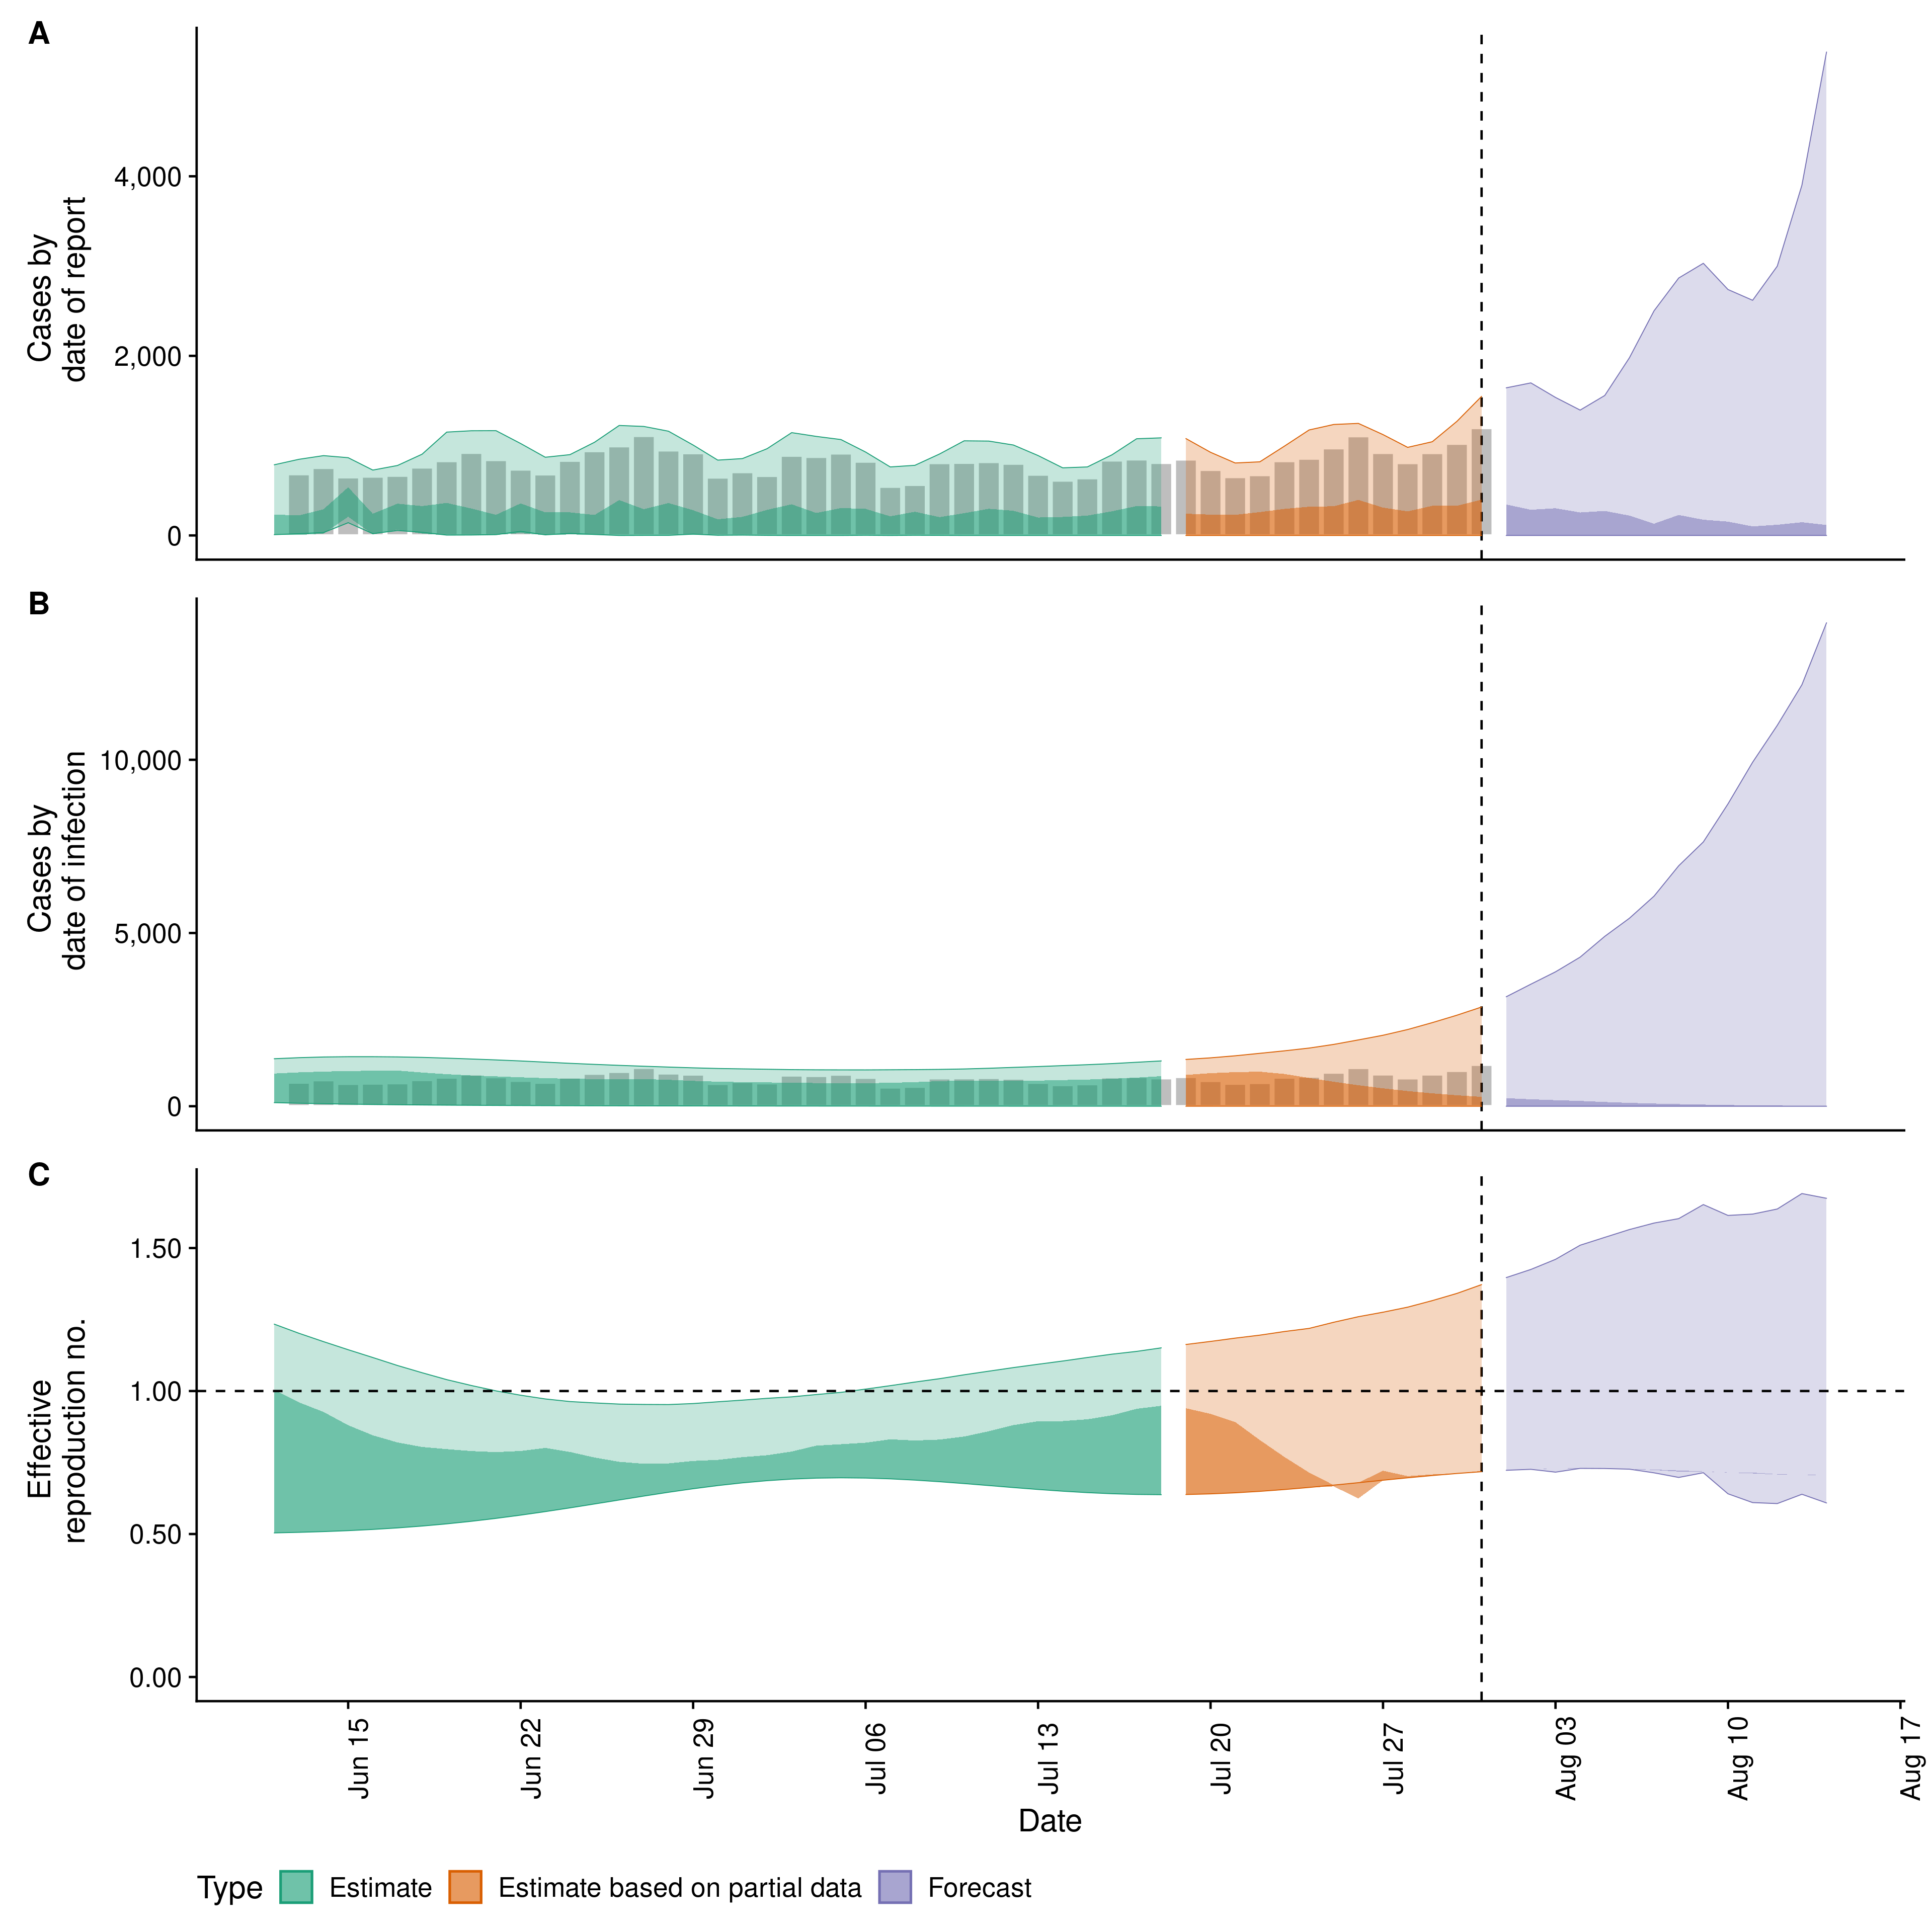 A
Cases by
date of report
4,000
2,000
0
B
Cases by
date of infection
10,000
5,000
0
C
Effective
reproduction no.
1.50
1.00
0.50
0.00
Jun 15
Jun 22
Jun 29
Jul 06
Jul 13
Jul 20
Jul 27
Aug 03
Aug 10
Aug 17
Date
Type Estimate Estimate based on partial data Forecast